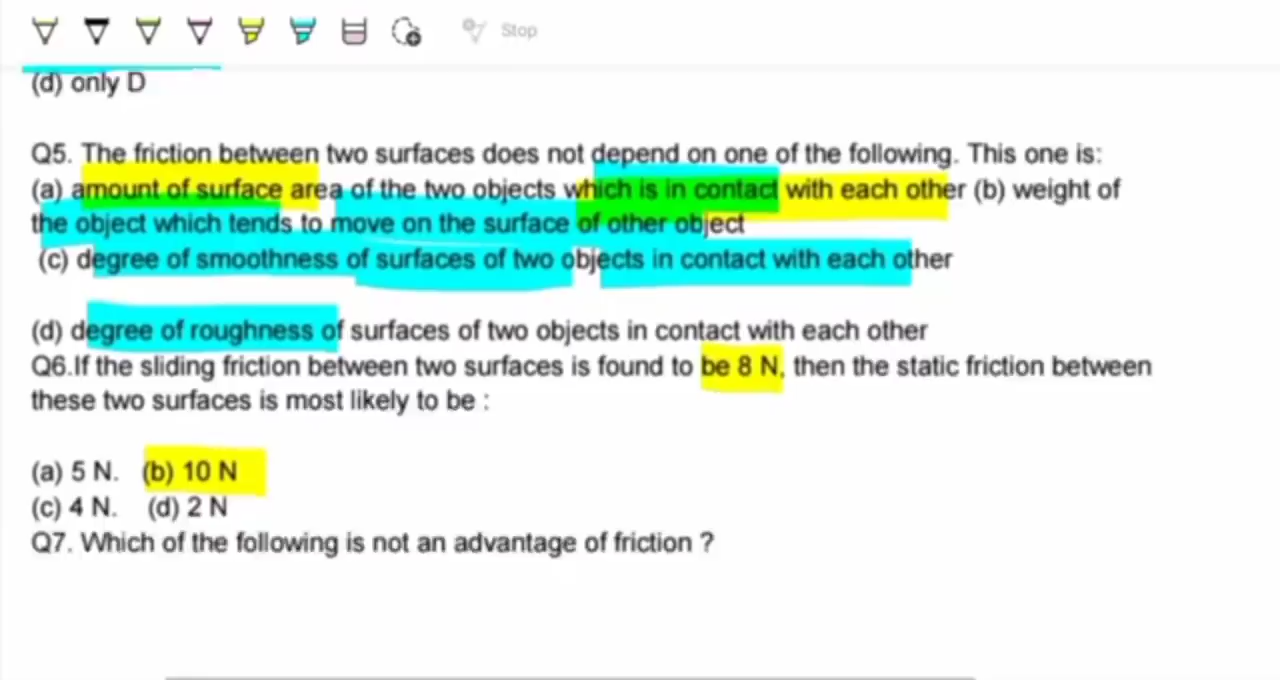 Stop
(d) only D
Q5. The friction between two surfaces does not depend on one of the following. This one is:
(a) amount of surface area of the two objects which is in contact with each other (b) weight of
the object which tends to move on the surface of other object
(c) degree of smoothness of surfaces of two objects in contact with each other
(d) degree of roughness of surfaces of two objects in contact with each other
Q6.If the sliding friction between two surfaces is found to be 8 N, then the static friction between
these two surfaces is most likely to be :
(a) 5 N. (b) 10 N
(c) 4 N. (d) 2 N
Q7. Which of the following is not an advantage of friction ?